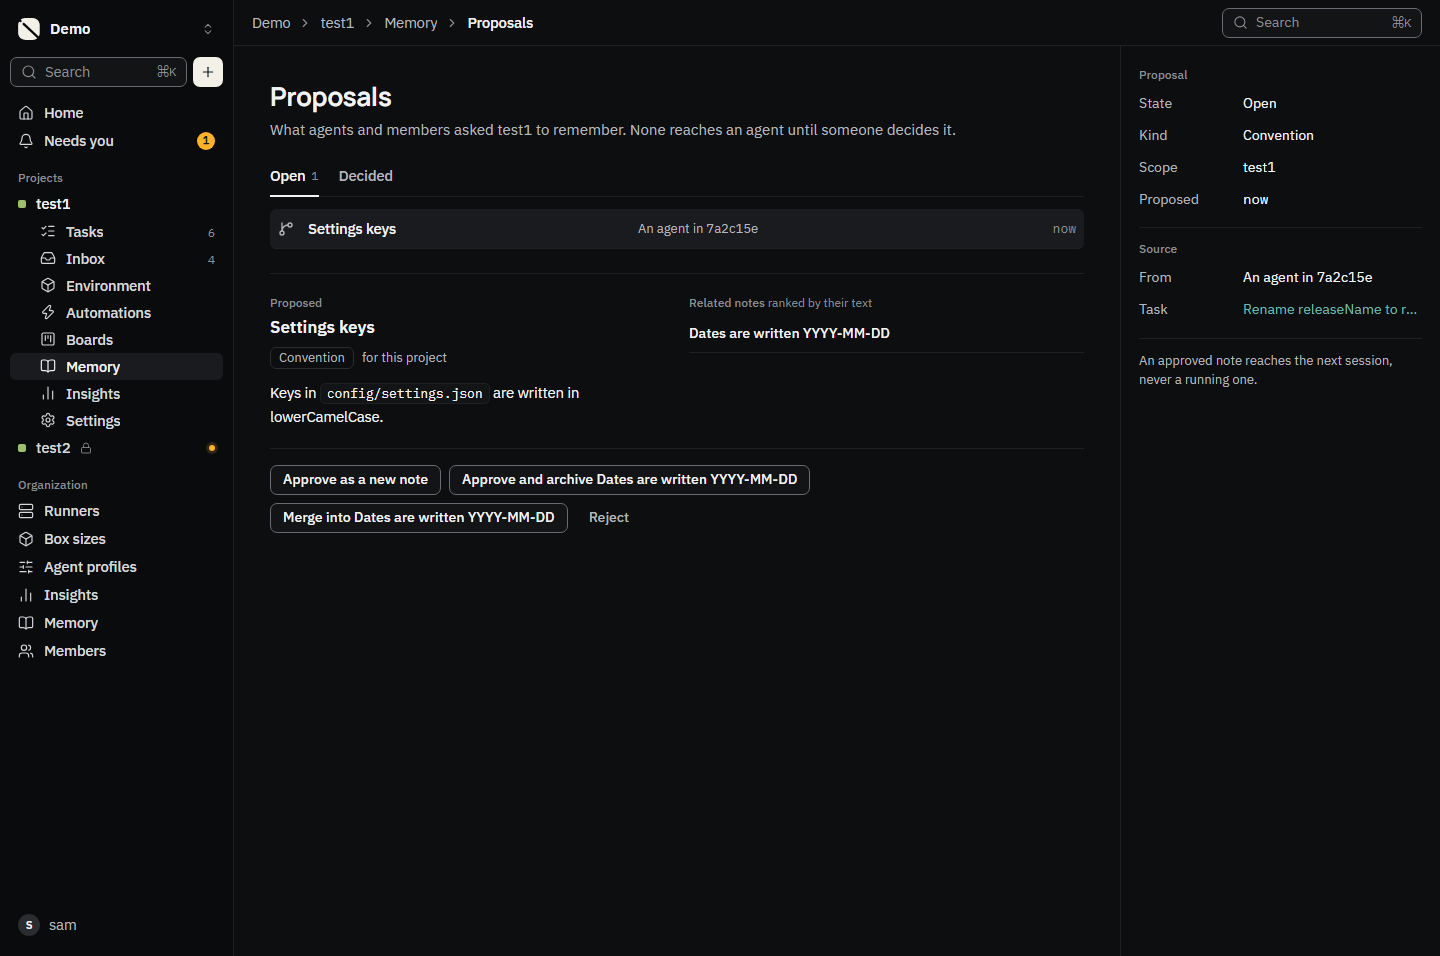 Demo
Search ⌘K
Home
Needs you 1
Projects
test1
Tasks 6
Inbox 4
Environment
Automations
Boards
Memory
Insights
Settings
test2
Organization
Runners
Box sizes
Agent profiles
Insights
Memory
Members
S sam
Demo > test1 > Memory > Proposals
Search ⌘K
Proposals
What agents and members asked test1 to remember. None reaches an agent until someone decides it.
Open 1 Decided
Settings keys An agent in 7a2c15e now
Proposed
Settings keys
Convention for this project
Keys in config/settings.json are written in
lowerCamelCase.
Related notes ranked by their text
Dates are written YYYY-MM-DD
Approve as a new note Approve and archive Dates are written YYYY-MM-DD
Merge into Dates are written YYYY-MM-DD Reject
Proposal
State Open
Kind Convention
Scope test1
Proposed now
Source
From An agent in 7a2c15e
Task Rename releaseName to r...
An approved note reaches the next session,
never a running one.